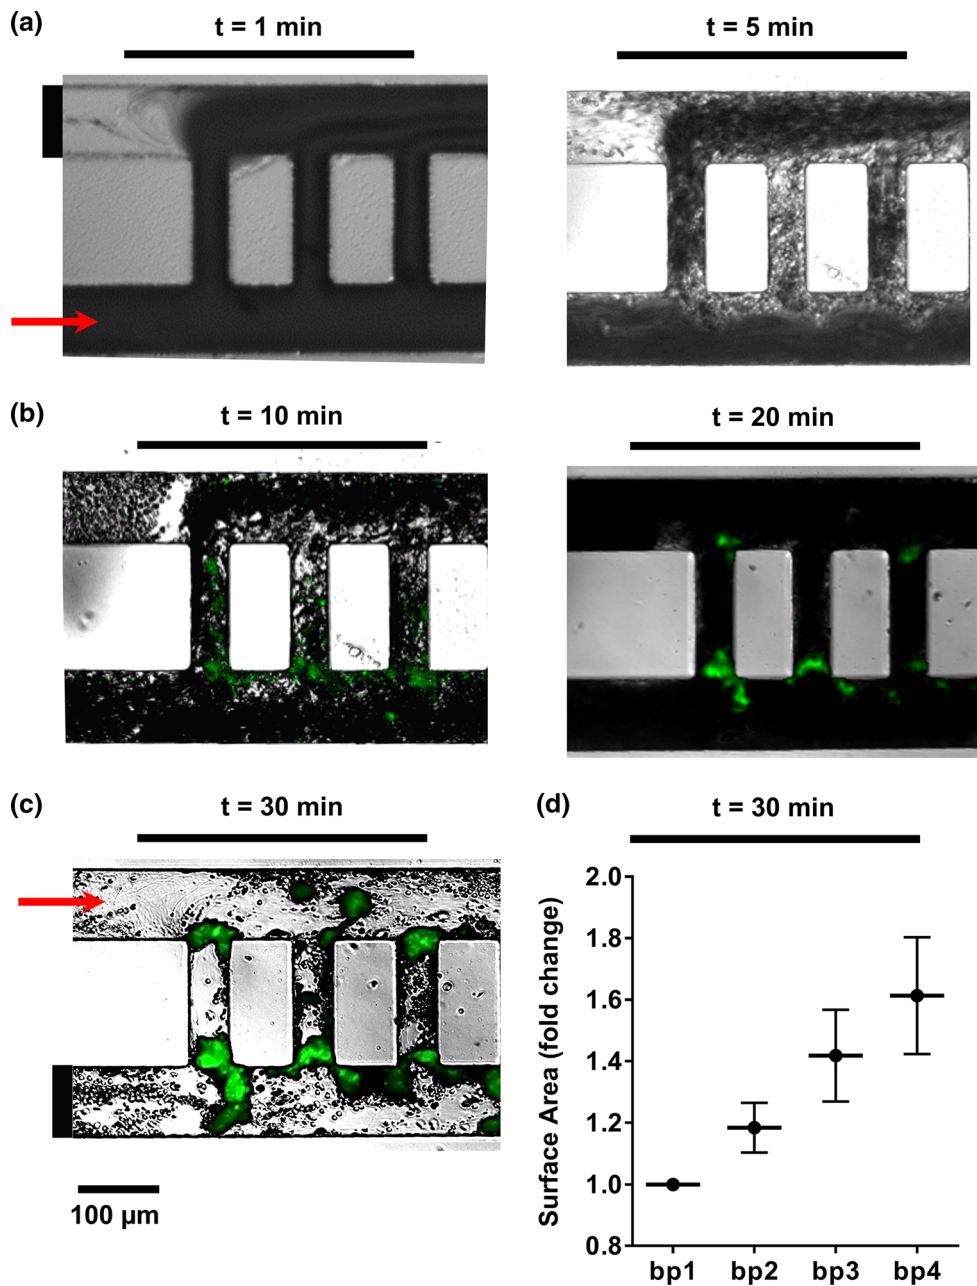 (a)
t = 1 min
t = 5 min
(b)
t = 10 min
t = 20 min
(c)
t = 30 min
100 µm
(d)
t = 30 min
Surface Area (fold change)
2.0
1.8
1.6
1.4
1.2
1.0
0.8
bp1 bp2 bp3 bp4